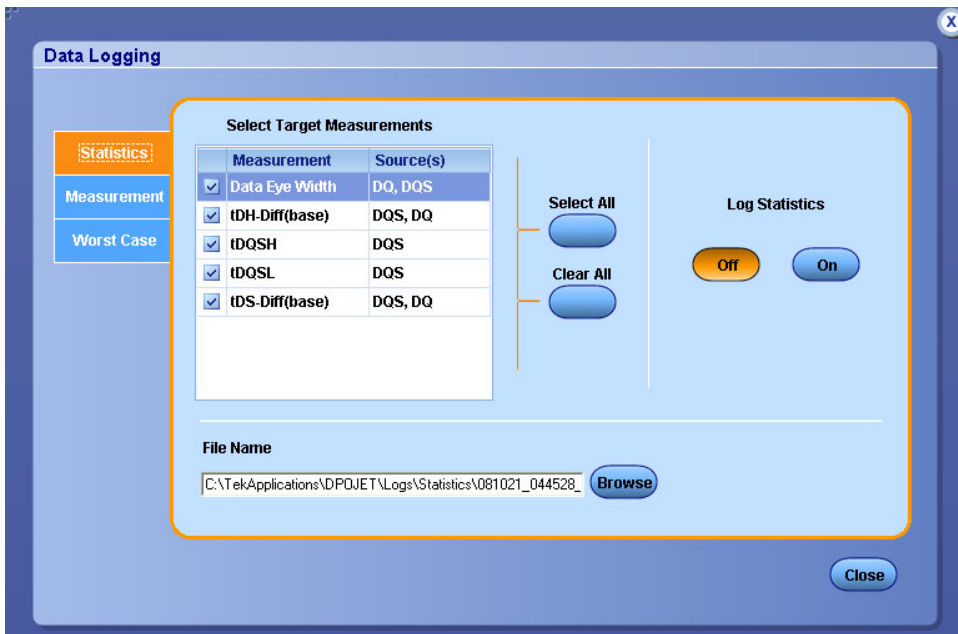 X
Data Logging
Statistics
Measurement
Worst Case
Select Target Measurements
Measurement Source(s)
Data Eye Width DQ, DQS
tDH-Diff(base) DQS, DQ
tDQSH DQS
tDQSL DQS
tDS-Diff(base) DQS, DQ
Select All
Clear All
Log Statistics
Off On
File Name
C:\TekApplications\DPOJET\Logs\Statistics\081021_044528_ Browse
Close